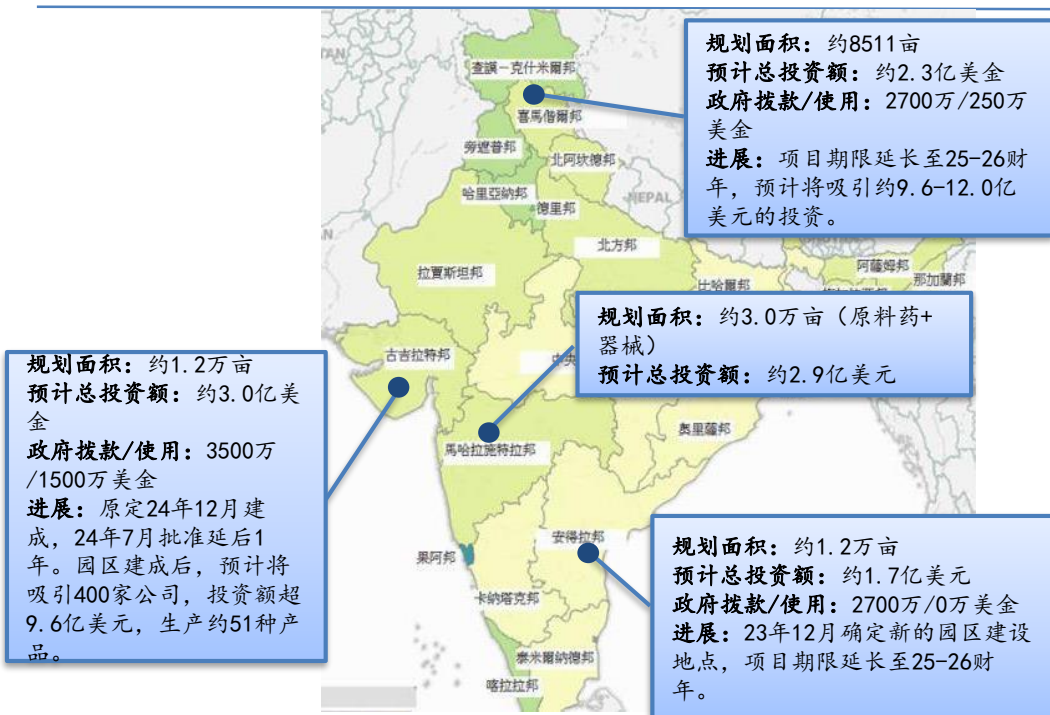 规划面积：约8511亩
预计总投资额：约2.3亿美金
政府拨款/使用：2700万/250万
美金
进展：项目期限延长至25-26财
年，预计将吸引约9.6-12.0亿
美元的投资。
查謨－克什米爾邦
喜馬偕爾邦
旁遮普邦
北阿坎德邦
哈里亞納邦
德里邦
NEPAL
北方邦
拉賈斯坦邦
阿薩姆邦
那加蘭邦
比哈爾邦
规划面积：约3.0万亩（原料药+
器械）
预计总投资额：约2.9亿美元
古吉拉特邦
中央
规划面积：约1.2万亩
预计总投资额：约3.0亿美
金
政府拨款/使用：3500万
/1500万美金
进展：原定24年12月建
成，24年7月批准延后1
年。园区建成后，预计将
吸引400家公司，投资额超
9.6亿美元，生产约51种产
品。
奧里薩邦
馬哈拉施特拉邦
安得拉邦
果阿邦
卡納塔克邦
泰米爾納德邦
喀拉拉邦
规划面积：约1.2万亩
预计总投资额：约1.7亿美元
政府拨款/使用：2700万/0万美金
进展：23年12月确定新的园区建设
地点，项目期限延长至25-26财
年。